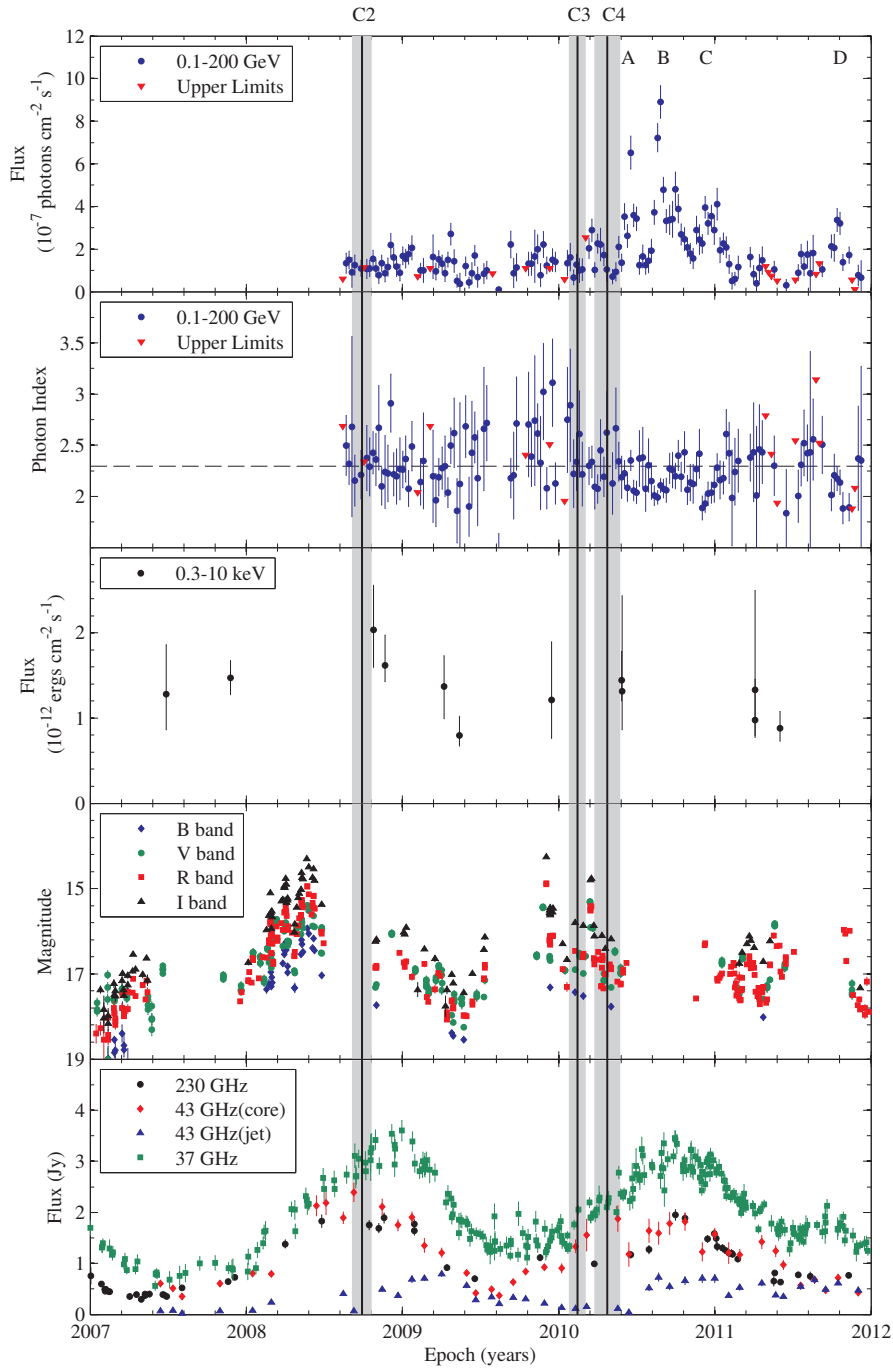 C2 C3 C4
12
10
8
6
4
2
0
Flux
(10⁻⁷ photons cm⁻² s⁻¹)
0.1-200 GeV
Upper Limits
A B C D
3.5
3
2.5
2
Photon Index
0.1-200 GeV
Upper Limits
2
1
0
Flux
(10⁻¹² ergs cm⁻² s⁻¹)
0.3-10 keV
15
17
19
Magnitude
B band
V band
R band
I band
4
3
2
1
0
Flux (Jy)
230 GHz
43 GHz(core)
43 GHz(jet)
37 GHz
2007 2008 2009 2010 2011 2012
Epoch (years)